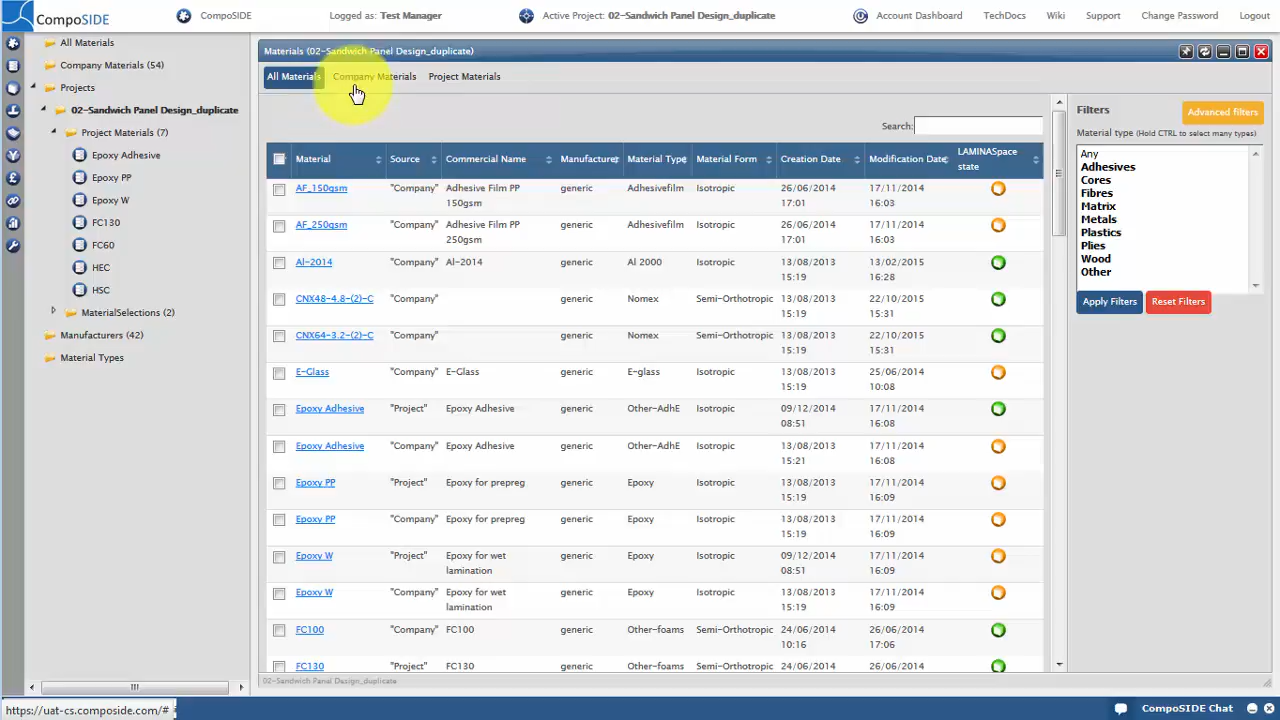 CompoSIDE CompoSIDE Logged as: Test Manager Active Project: 02-Sandwich Panel Design_duplicate Account Dashboard TechDocs Wiki Support Change Password Logout
All Materials
Company Materials (54)
Projects
02-Sandwich Panel Design_duplicate
Project Materials (7)
Epoxy Adhesive
Epoxy PP
Epoxy W
FC130
FC60
HEC
HSC
MaterialSelections (2)
Manufacturers (42)
Material Types
Materials (02-Sandwich Panel Design_duplicate)
All Materials Company Materials Project Materials
Search:
Material Source Commercial Name Manufacturer Material Type Material Form Creation Date Modification Date LAMINASpace
state
AF_150gsm "Company" Adhesive Film PP generic Adhesivefilm Isotropic 26/06/2014 17/11/2014
150gsm 17:01 16:03
AF_250gsm "Company" Adhesive Film PP generic Adhesivefilm Isotropic 26/06/2014 17/11/2014
250gsm 17:01 16:03
Al-2014 "Company" Al-2014 generic Al 2000 Isotropic 13/08/2013 13/02/2015
15:19 16:28
CNX48-4.8-(2)-C "Company" generic Nomex Semi-Orthotropic 13/08/2013 22/10/2015
15:19 15:31
CNX64-3.2-(2)-C "Company" generic Nomex Semi-Orthotropic 13/08/2013 22/10/2015
15:19 15:31
E-Glass "Company" E-Glass generic E-glass Isotropic 13/08/2013 25/06/2014
15:19 10:08
Epoxy Adhesive "Project" Epoxy Adhesive generic Other-AdhE Isotropic 09/12/2014 17/11/2014
08:51 16:08
Epoxy Adhesive "Company" Epoxy Adhesive generic Other-AdhE Isotropic 13/08/2013 17/11/2014
15:21 16:08
Epoxy PP "Project" Epoxy for prepreg generic Epoxy Isotropic 13/08/2013 17/11/2014
15:19 16:09
Epoxy PP "Company" Epoxy for prepreg generic Epoxy Isotropic 13/08/2013 17/11/2014
15:19 16:09
Epoxy W "Project" Epoxy for wet generic Epoxy Isotropic 09/12/2014 17/11/2014
lamination 08:51 16:09
Epoxy W "Company" Epoxy for wet generic Epoxy Isotropic 13/08/2013 17/11/2014
lamination 15:19 16:09
FC100 "Company" FC100 generic Other-foams Semi-Orthotropic 24/06/2014 26/06/2014
10:16 17:06
FC130 "Project" FC130 generic Other-foams Semi-Orthotropic 24/06/2014 26/06/2014
02-Sandwich Panel Design_duplicate
Filters Advanced filters
Material type (Hold CTRL to select many types)
Any
Adhesives
Cores
Fibres
Matrix
Metals
Plastics
Plies
Wood
Other
Apply Filters Reset Filters
https://uat-cs.composide.com/#
CompoSIDE Chat